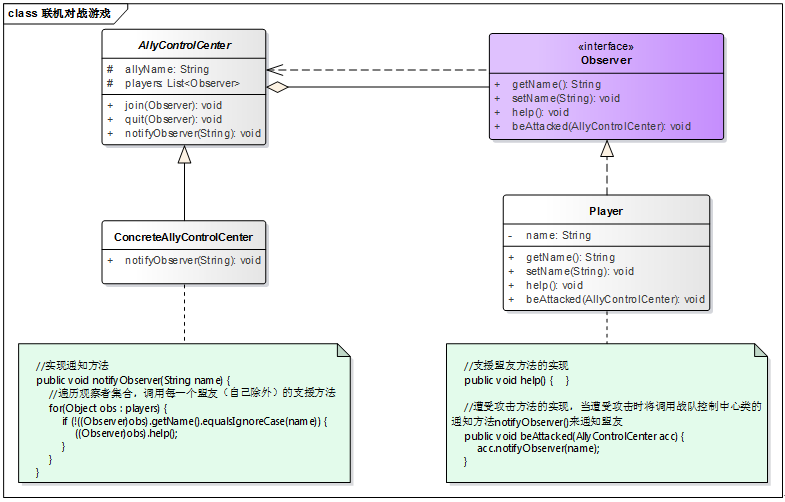 class 联机对战游戏
AllyControlCenter
# allyName: String
# players: List<Observer>
+ join(Observer): void
+ quit(Observer): void
+ notifyObserver(String): void
«interface»
Observer
+ getName(): String
+ setName(String): void
+ help(): void
+ beAttacked(AllyControlCenter): void
ConcreteAllyControlCenter
+ notifyObserver(String): void
Player
- name: String
+ getName(): String
+ setName(String): void
+ help(): void
+ beAttacked(AllyControlCenter): void
//实现通知方法
public void notifyObserver(String name) {
//遍历观察者集合，调用每一个盟友（自己除外）的支援方法
for(Object obs : players) {
if (!((Observer)obs).getName().equalsIgnoreCase(name)) {
((Observer)obs).help();
}
}
}
//支援盟友方法的实现
public void help() { }
//遭受攻击方法的实现，当遭受攻击时将调用战队控制中心类的
通知方法notifyObserver()来通知盟友
public void beAttacked(AllyControlCenter acc) {
acc.notifyObserver(name);
}